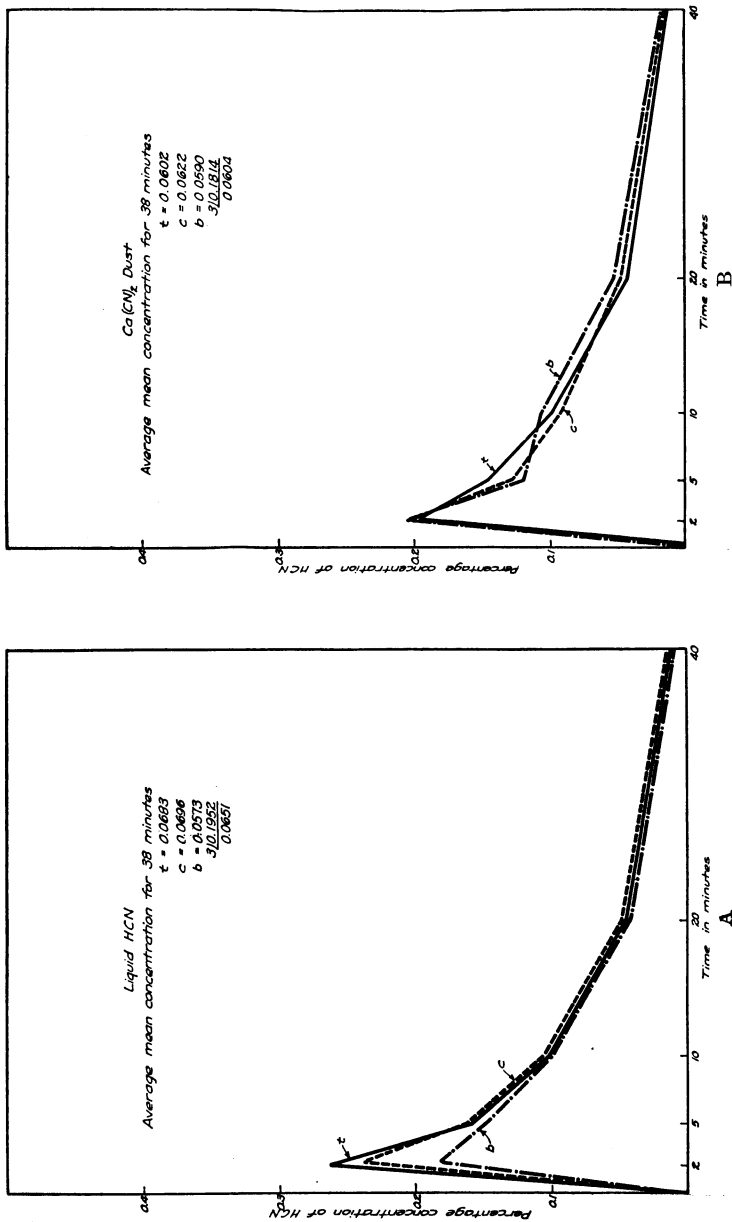 Liquid HCN
Average mean concentration for 38 minutes
t = 0.0683
c = 0.0696
b = 0.0573
3|0.1952
0.0651
Percentage concentration of HCN
0.4
0.3
0.2
0.1
t
c
b
2
5
10
20
40
Time in minutes
A
Ca(CN)₂ Dust
Average mean concentration for 38 minutes
t = 0.0602
c = 0.0622
b = 0.0590
3|0.1814
0.0604
Percentage concentration of HCN
0.4
0.3
0.2
0.1
t
b
c
2
5
10
20
40
Time in minutes
B